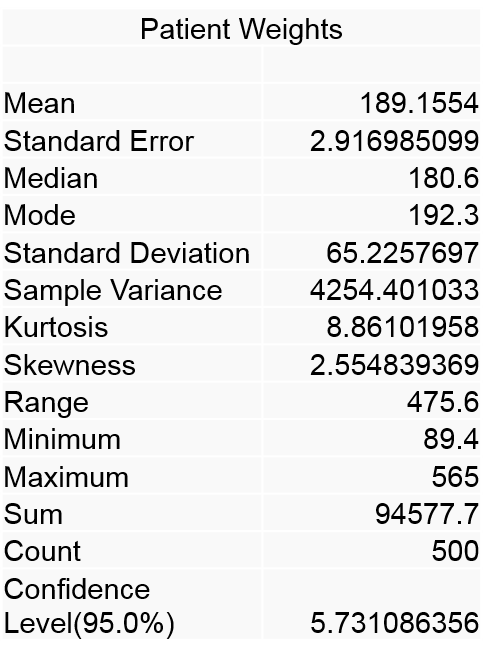 Patient Weights
Mean 189.1554
Standard Error 2.916985099
Median 180.6
Mode 192.3
Standard Deviation 65.2257697
Sample Variance 4254.401033
Kurtosis 8.86101958
Skewness 2.554839369
Range 475.6
Minimum 89.4
Maximum 565
Sum 94577.7
Count 500
Confidence
Level(95.0%) 5.731086356